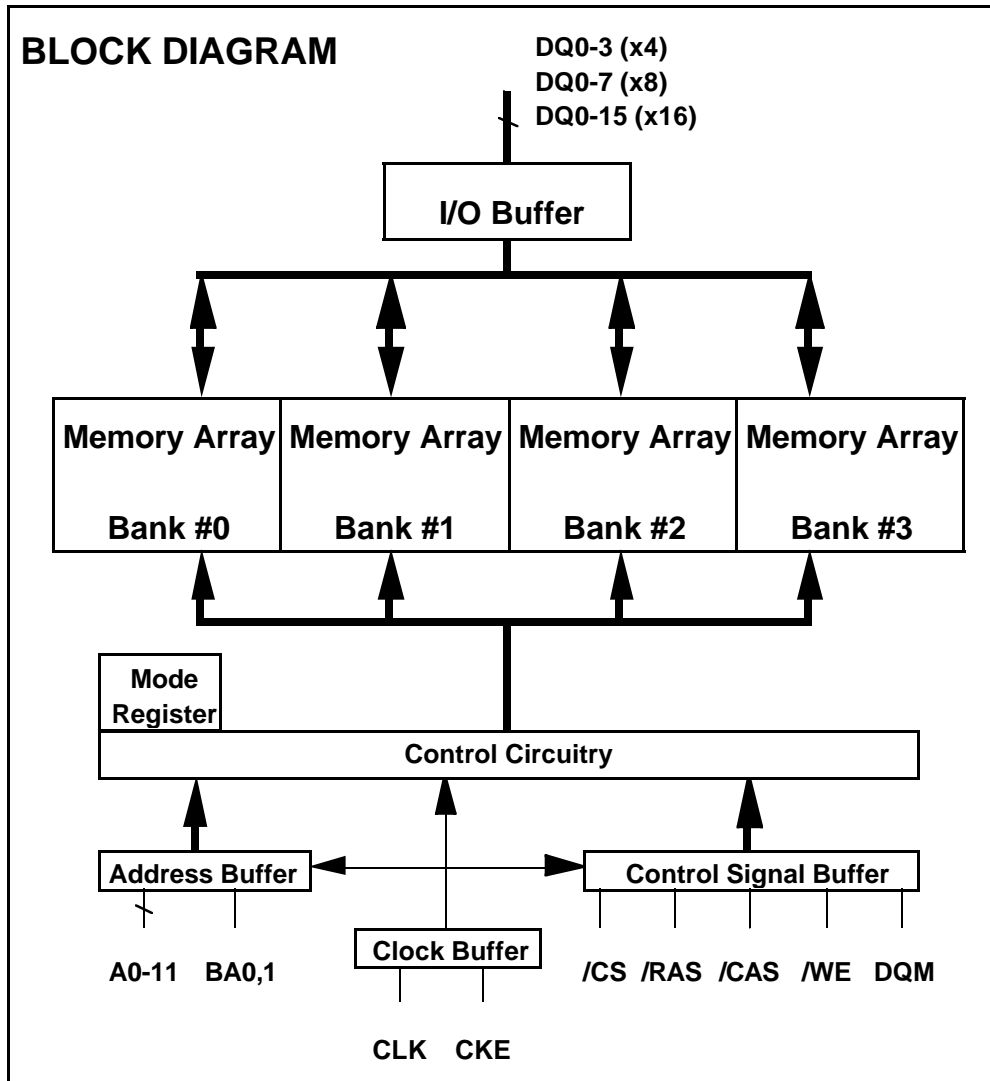 BLOCK DIAGRAM
DQ0-3 (x4)
DQ0-7 (x8)
DQ0-15 (x16)
I/O Buffer
Memory Array Memory Array Memory Array Memory Array
Bank #0 Bank #1 Bank #2 Bank #3
Mode
Register
Control Circuitry
Address Buffer Control Signal Buffer
Clock Buffer
A0-11 BA0,1 /CS /RAS /CAS /WE DQM
CLK CKE